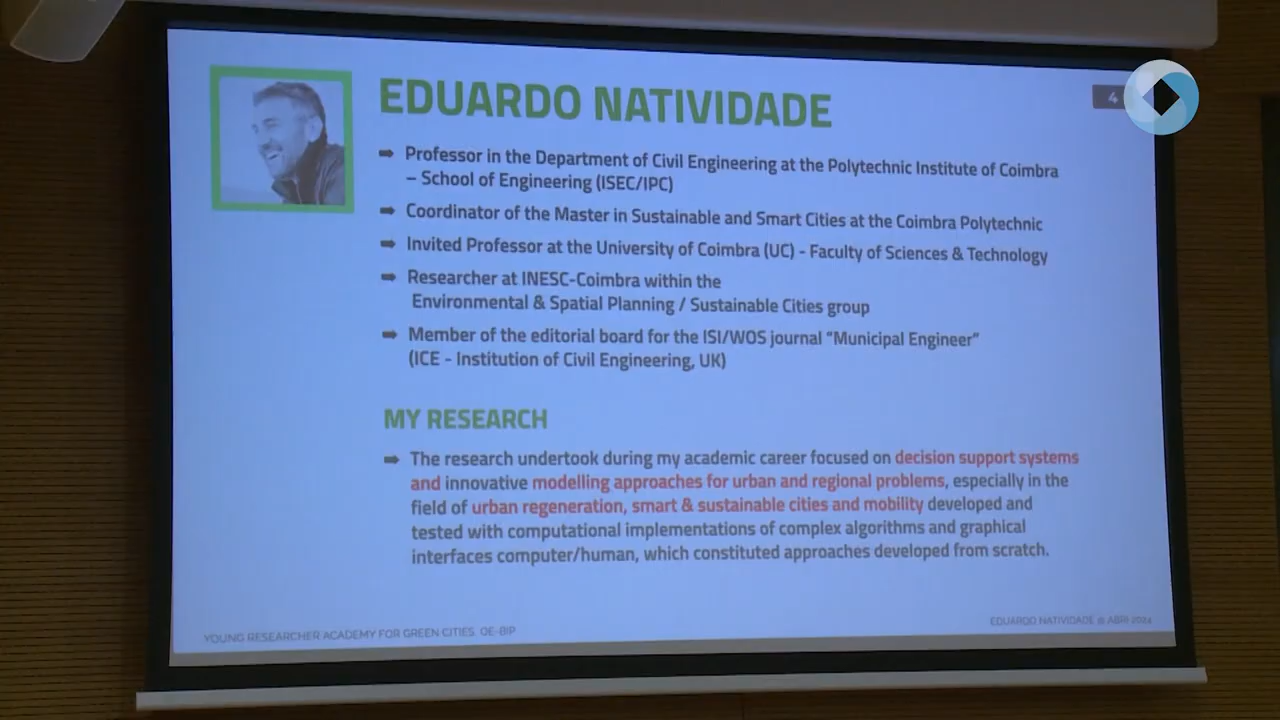 EDUARDO NATIVIDADE
4
➡ Professor in the Department of Civil Engineering at the Polytechnic Institute of Coimbra
– School of Engineering (ISEC/IPC)
➡ Coordinator of the Master in Sustainable and Smart Cities at the Coimbra Polytechnic
➡ Invited Professor at the University of Coimbra (UC) - Faculty of Sciences & Technology
➡ Researcher at INESC-Coimbra within the
Environmental & Spatial Planning / Sustainable Cities group
➡ Member of the editorial board for the ISI/WOS journal “Municipal Engineer”
(ICE - Institution of Civil Engineering, UK)
MY RESEARCH
➡ The research undertook during my academic career focused on decision support systems
and innovative modelling approaches for urban and regional problems, especially in the
field of urban regeneration, smart & sustainable cities and mobility developed and
tested with computational implementations of complex algorithms and graphical
interfaces computer/human, which constituted approaches developed from scratch.
YOUNG RESEARCHER ACADEMY FOR GREEN CITIES OE-BIP
EDUARDO NATIVIDADE @ ABRI 2024